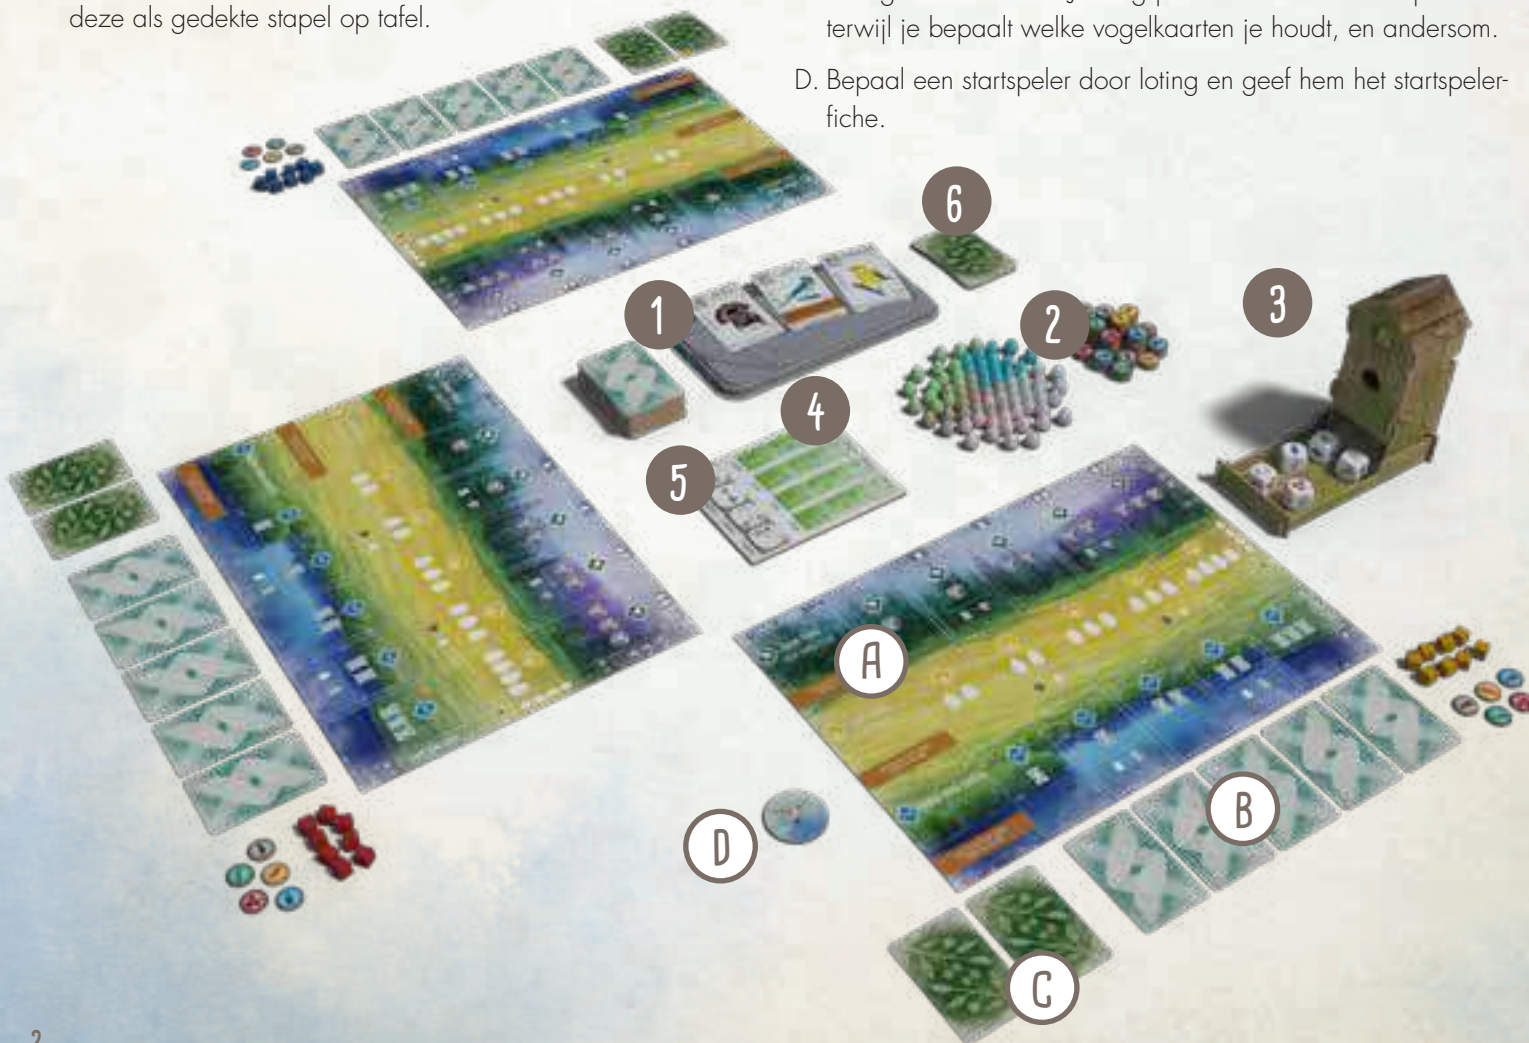 deze als gedekte stapel op tafel.
terwijl je bepaalt welke vogelkaarten je houdt, en andersom.
D. Bepaal een startspeler door loting en geef hem het startspeler-
fiche.
6
1
2
3
4
5
A
B
D
C
2